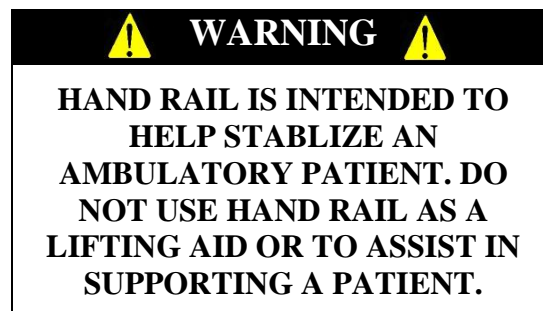 WARNING
HAND RAIL IS INTENDED TO
HELP STABLIZE AN
AMBULATORY PATIENT. DO
NOT USE HAND RAIL AS A
LIFTING AID OR TO ASSIST IN
SUPPORTING A PATIENT.